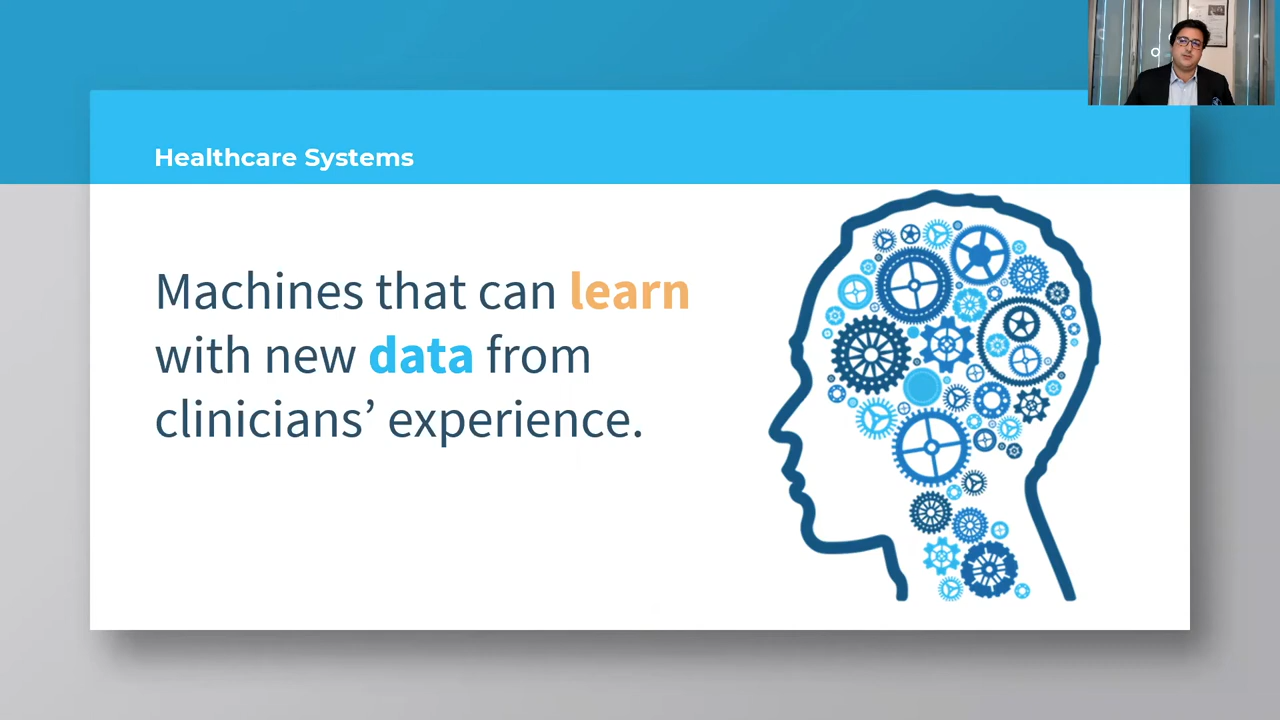 Healthcare Systems
Machines that can learn
with new data from
clinicians’ experience.